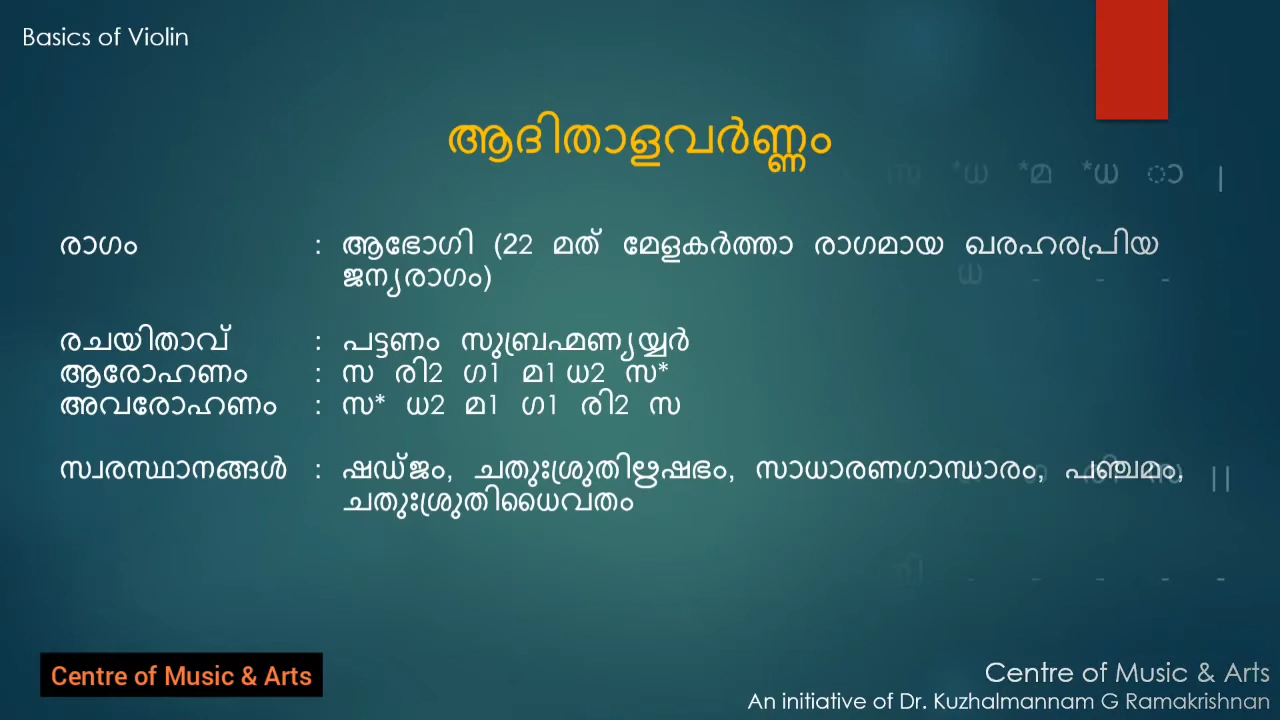 Basics of Violin
ആദിതാളവർണ്ണം
സ *ധ *മ *ധ ാ |
രാഗം : ആഭോഗി (22 മത് മേളകർത്താ രാഗമായ ഖരഹരപ്രിയ
ജന്യരാഗം)
ധ - - -
രചയിതാവ് : പട്ടണം സുബ്രഹ്മണ്യയ്യർ
ആരോഹണം : സ രി2 ഗ1 മ1 ധ2 സ*
അവരോഹണം : സ* ധ2 മ1 ഗ1 രി2 സ
സ്വരസ്ഥാനങ്ങൾ : ഷഡ്ജം, ചതുഃശ്രുതിഋഷഭം, സാധാരണഗാന്ധാരം, പഞ്ചമം, ||
ചതുഃശ്രുതിധൈവതം
- - - -
Centre of Music & Arts
Centre of Music & Arts
An initiative of Dr. Kuzhalmannam G Ramakrishnan